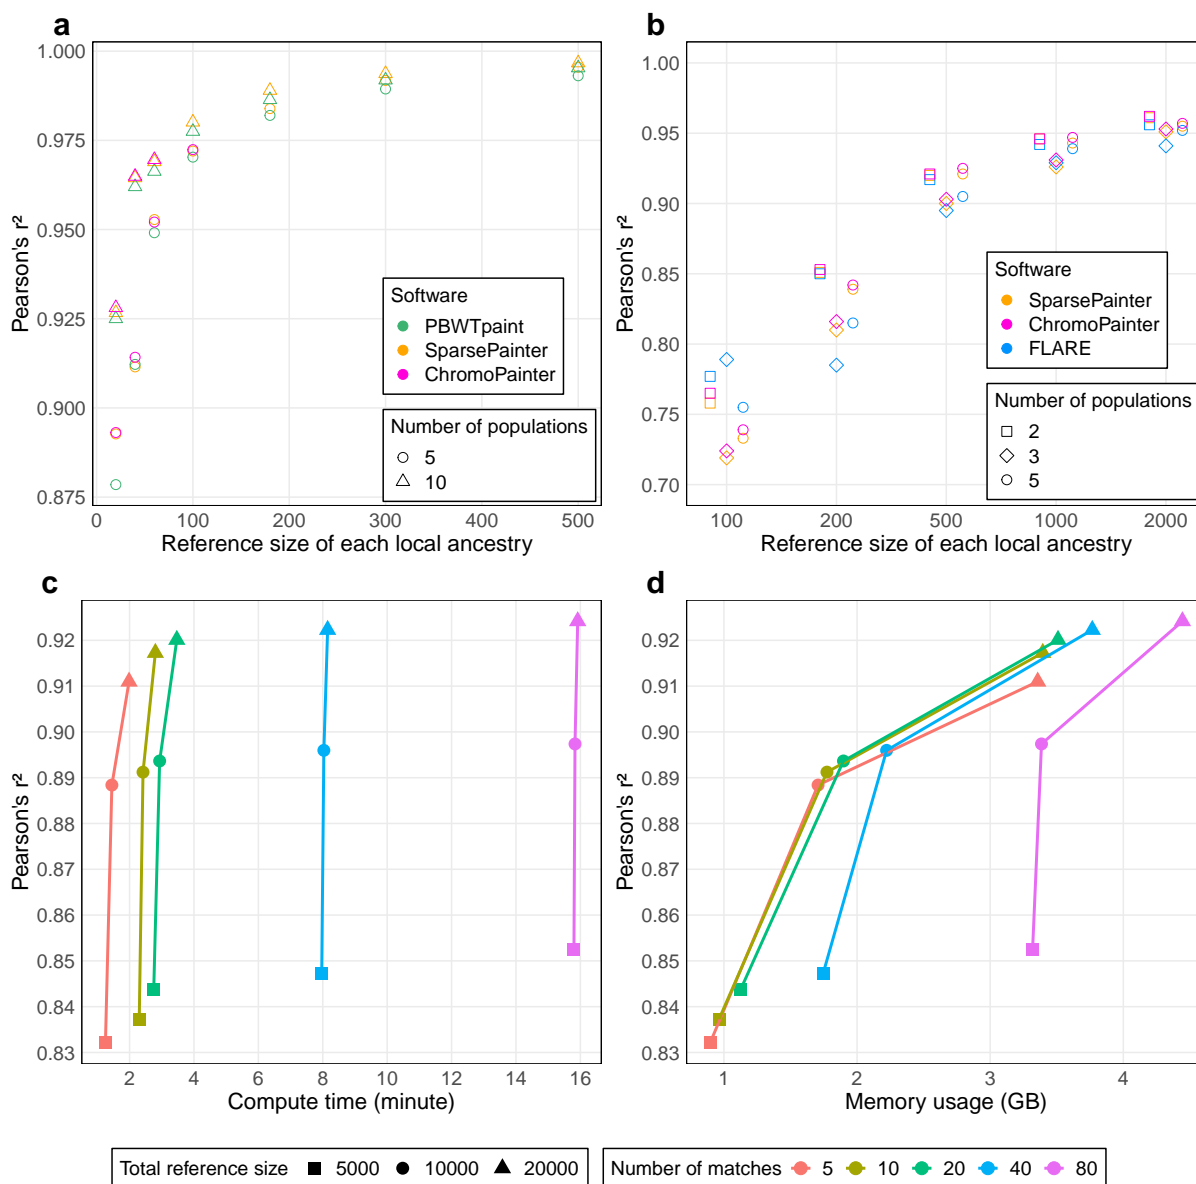 a
1.000
0.975
0.950
0.925
0.900
0.875
Pearson's r²
0
100
200
300
400
500
Reference size of each local ancestry
Software
PBWTpaint
SparsePainter
ChromoPainter
Number of populations
5
10
b
1.00
0.95
0.90
0.85
0.80
0.75
0.70
Pearson's r²
100
200
500
1000
2000
Reference size of each local ancestry
Software
SparsePainter
ChromoPainter
FLARE
Number of populations
2
3
5
c
0.92
0.91
0.90
0.89
0.88
0.87
0.86
0.85
0.84
0.83
Pearson's r²
2
4
6
8
10
12
14
16
Compute time (minute)
d
0.92
0.91
0.90
0.89
0.88
0.87
0.86
0.85
0.84
0.83
Pearson's r²
1
2
3
4
Memory usage (GB)
Total reference size 5000 10000 20000
Number of matches 5 10 20 40 80